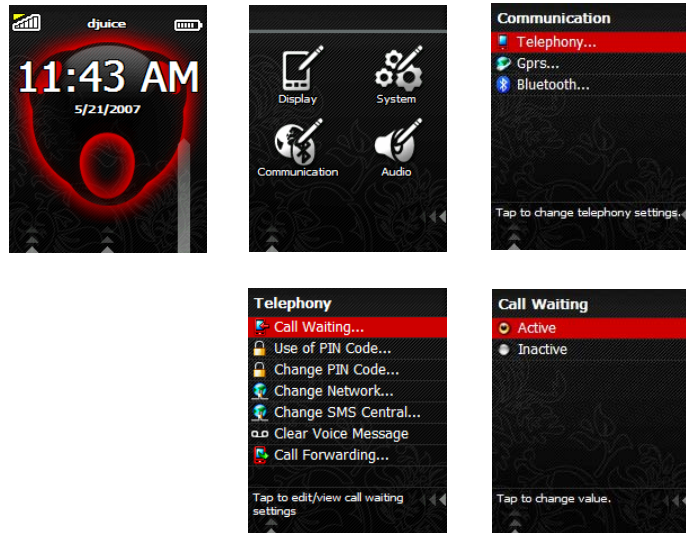 djuice
11:43 AM
5/21/2007
Display
System
Communication
Audio
Communication
Telephony...
Gprs...
Bluetooth...
Tap to change telephony settings.
Telephony
Call Waiting...
Use of PIN Code...
Change PIN Code...
Change Network...
Change SMS Central...
Clear Voice Message
Call Forwarding...
Tap to edit/view call waiting
settings
Call Waiting
Active
Inactive
Tap to change value.